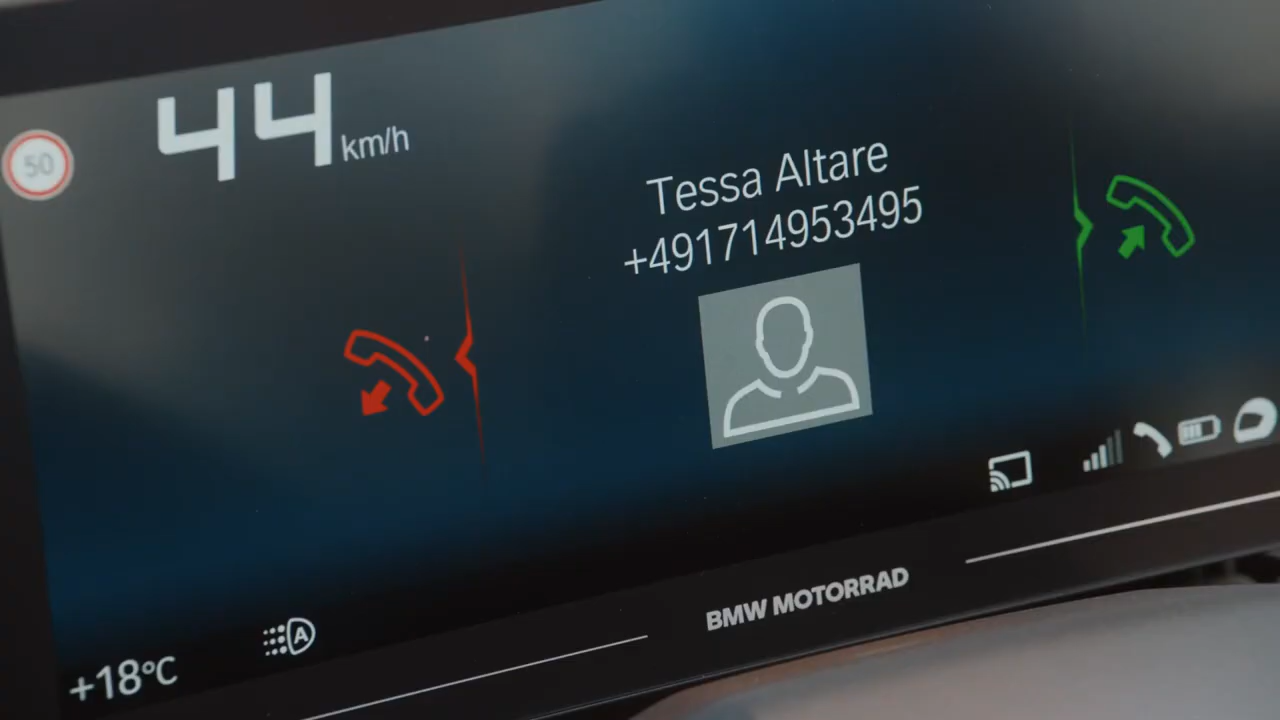 50
44 km/h
Tessa Altare
+491714953495
A
+18°C
BMW MOTORRAD